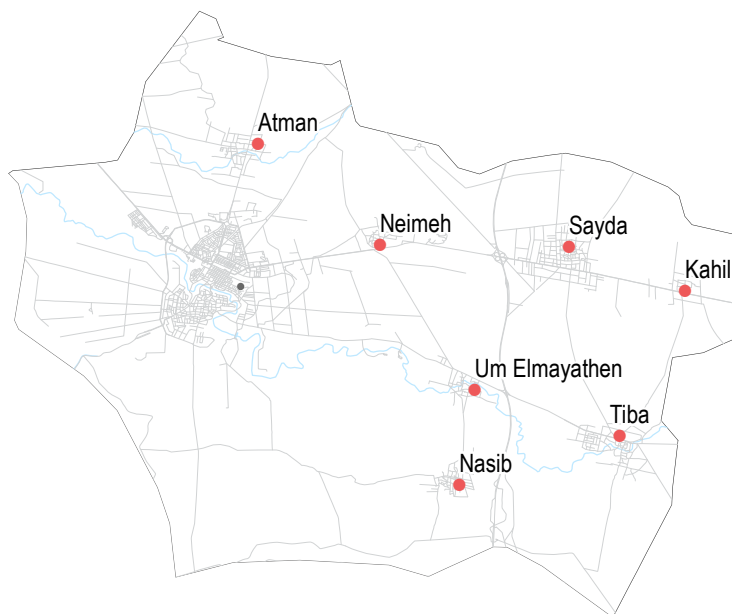 Atman
Neimeh
Sayda
Kahil
Um Elmayathen
Tiba
Nasib